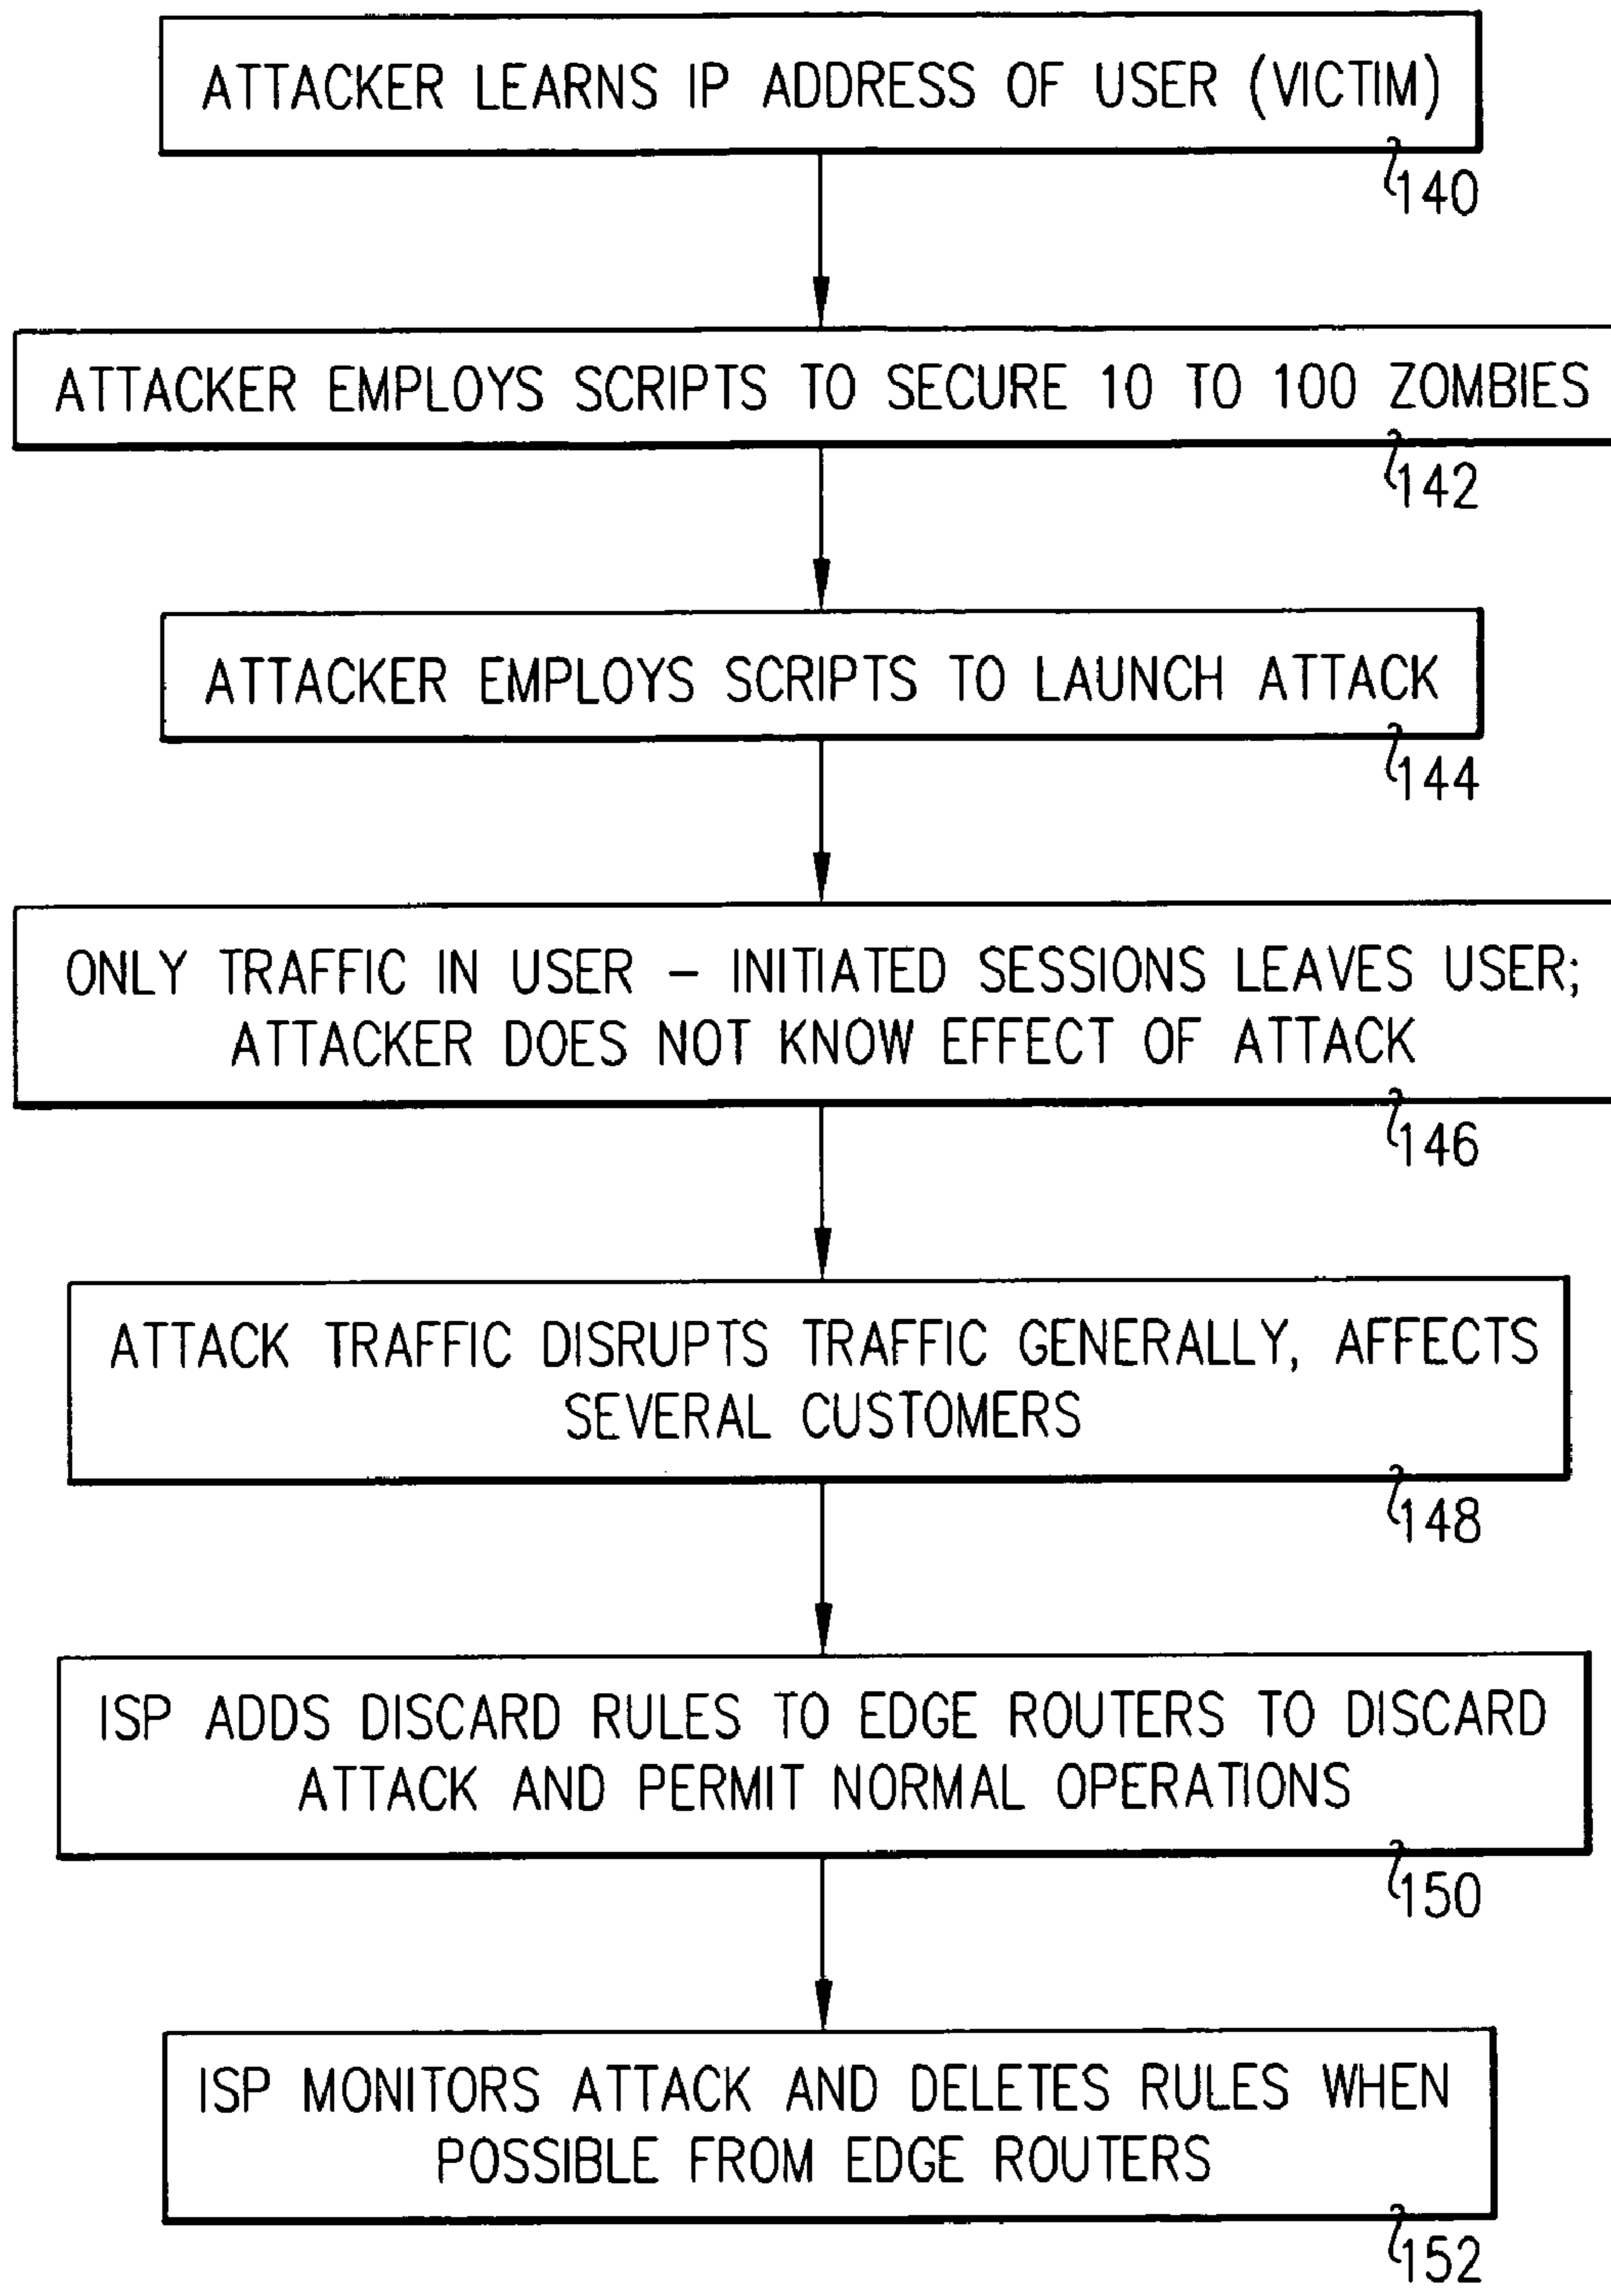 ATTACKER LEARNS IP ADDRESS OF USER (VICTIM)
140
ATTACKER EMPLOYS SCRIPTS TO SECURE 10 TO 100 ZOMBIES
142
ATTACKER EMPLOYS SCRIPTS TO LAUNCH ATTACK
144
ONLY TRAFFIC IN USER – INITIATED SESSIONS LEAVES USER;
ATTACKER DOES NOT KNOW EFFECT OF ATTACK
146
ATTACK TRAFFIC DISRUPTS TRAFFIC GENERALLY, AFFECTS
SEVERAL CUSTOMERS
148
ISP ADDS DISCARD RULES TO EDGE ROUTERS TO DISCARD
ATTACK AND PERMIT NORMAL OPERATIONS
150
ISP MONITORS ATTACK AND DELETES RULES WHEN
POSSIBLE FROM EDGE ROUTERS
152